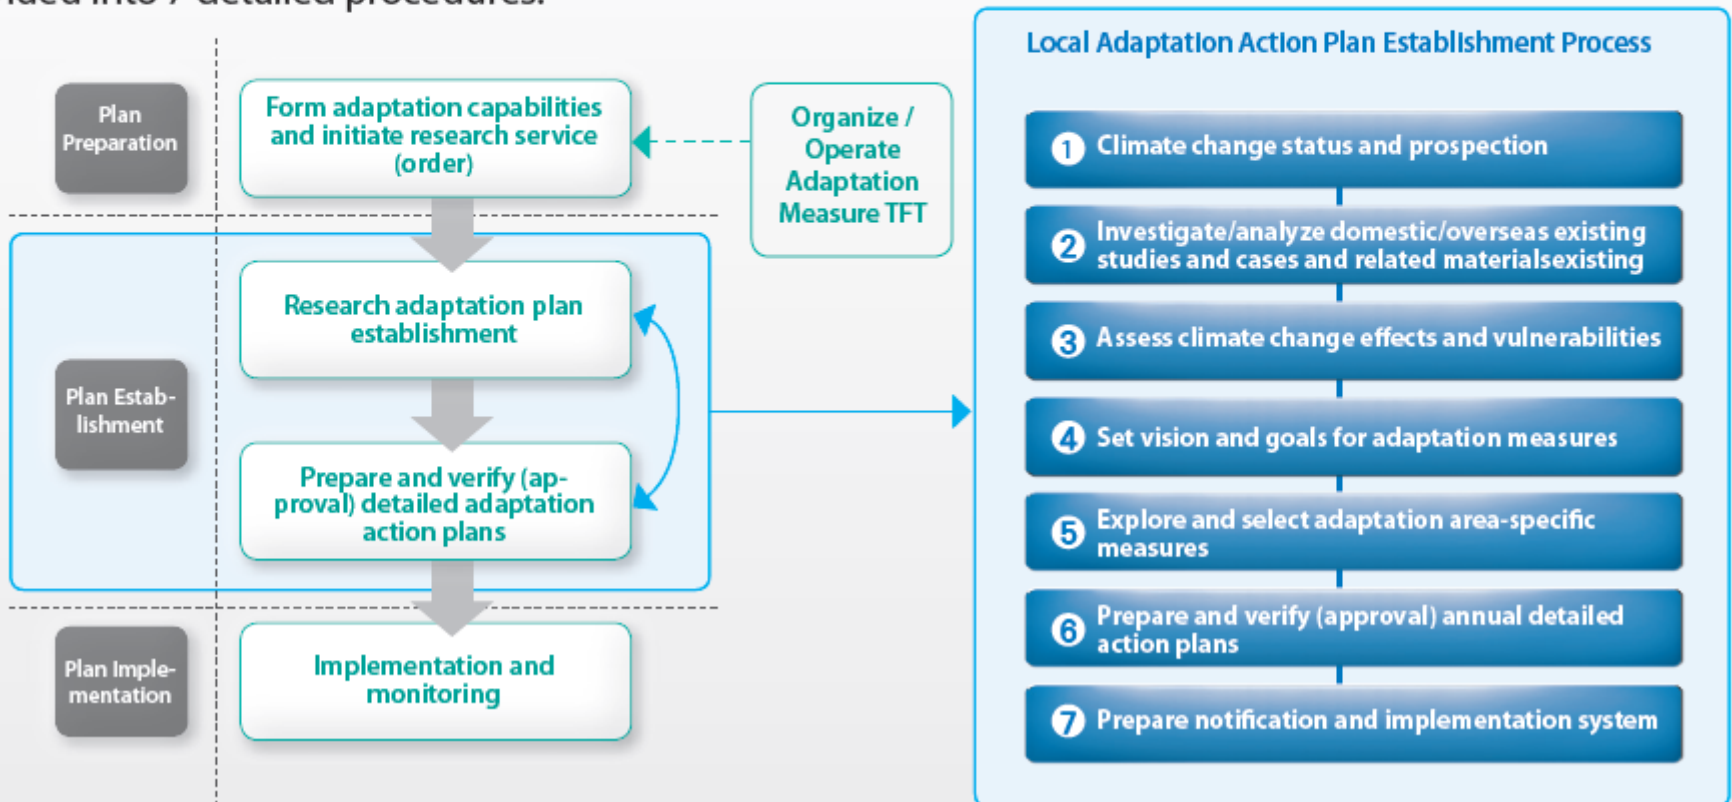 into 7 detailed procedures.
Plan
Preparation
Form adaptation capabilities
and initiate research service
(order)
Organize /
Operate
Adaptation
Measure TFT
Plan Estab-
lishment
Research adaptation plan
establishment
Prepare and verify (ap-
proval) detailed adaptation
action plans
Plan Imple-
mentation
Implementation and
monitoring
Local Adaptation Action Plan Establishment Process
1 Climate change status and prospection
2 Investigate/analyze domestic/overseas existing
studies and cases and related materialsexisting
3 Assess climate change effects and vulnerabilities
4 Set vision and goals for adaptation measures
5 Explore and select adaptation area-specific
measures
6 Prepare and verify (approval) annual detailed
action plans
7 Prepare notification and implementation system